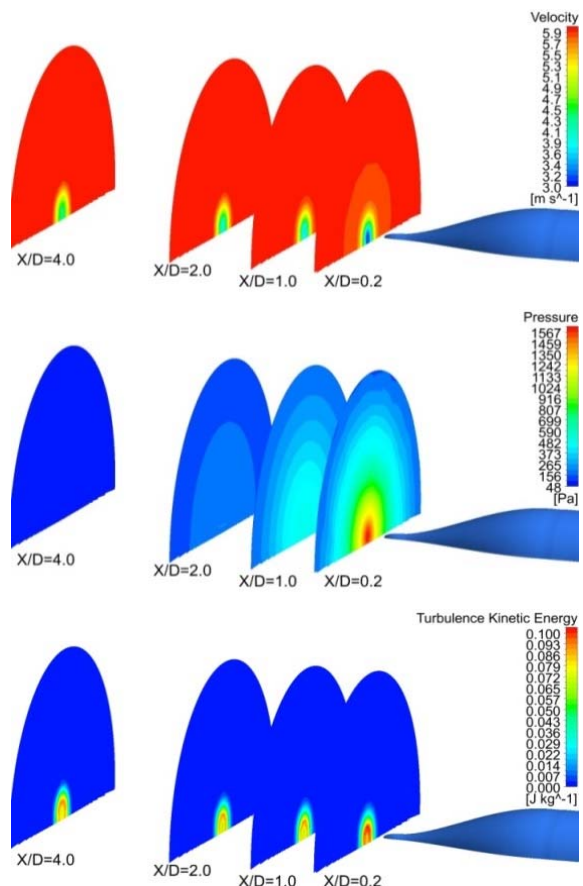 Velocity
5.9
5.7
5.5
5.3
5.1
4.9
4.7
4.5
4.3
4.1
3.9
3.6
3.4
3.2
3.0
[m s^-1]
X/D=4.0
X/D=2.0
X/D=1.0
X/D=0.2
Pressure
1567
1459
1350
1242
1133
1024
916
807
699
590
482
373
265
156
48
[Pa]
X/D=4.0
X/D=2.0
X/D=1.0
X/D=0.2
Turbulence Kinetic Energy
0.100
0.093
0.086
0.079
0.072
0.065
0.057
0.050
0.043
0.036
0.029
0.022
0.014
0.007
0.000
[J kg^-1]
X/D=4.0
X/D=2.0
X/D=1.0
X/D=0.2